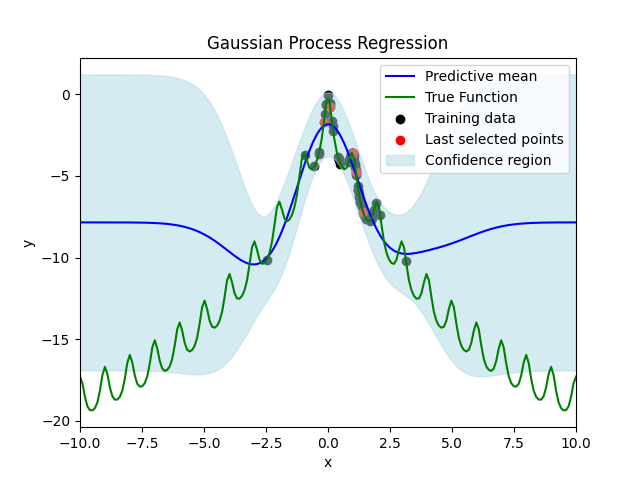 Gaussian Process Regression
Predictive mean
True Function
Training data
Last selected points
Confidence region
y
0
−5
−10
−15
−20
−10.0 −7.5 −5.0 −2.5 0.0 2.5 5.0 7.5 10.0
x